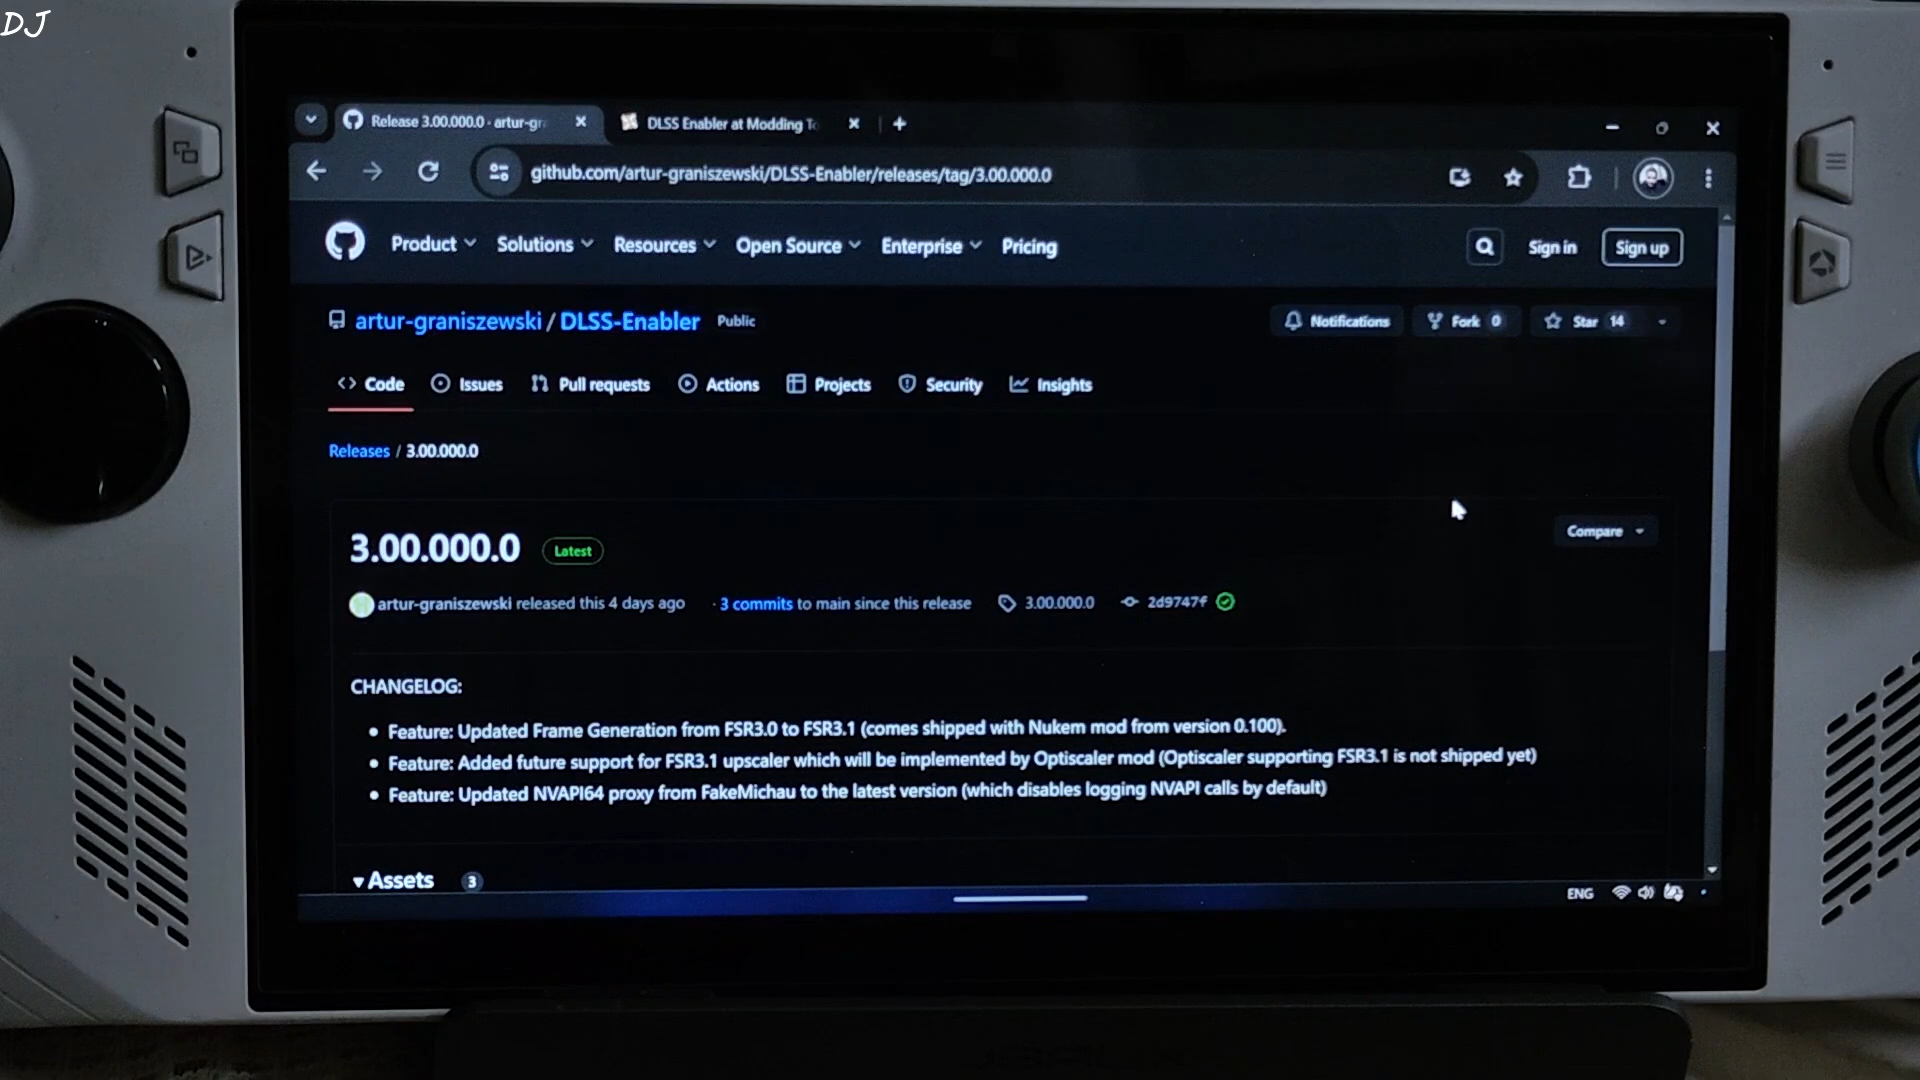 DJ
Release 3.00.000.0 · artur-gr
DLSS Enabler at Modding To
github.com/artur-graniszewski/DLSS-Enabler/releases/tag/3.00.000.0
Product Solutions Resources Open Source Enterprise Pricing Sign in Sign up
artur-graniszewski / DLSS-Enabler Public Notifications Fork 0 Star 14
Code Issues Pull requests Actions Projects Security Insights
Releases / 3.00.000.0
3.00.000.0 Latest Compare
artur-graniszewski released this 4 days ago · 3 commits to main since this release 3.00.000.0 2d9747f
CHANGELOG:
• Feature: Updated Frame Generation from FSR3.0 to FSR3.1 (comes shipped with Nukem mod from version 0.100).
• Feature: Added future support for FSR3.1 upscaler which will be implemented by Optiscaler mod (Optiscaler supporting FSR3.1 is not shipped yet)
• Feature: Updated NVAPI64 proxy from FakeMichau to the latest version (which disables logging NVAPI calls by default)
Assets 3
ENG